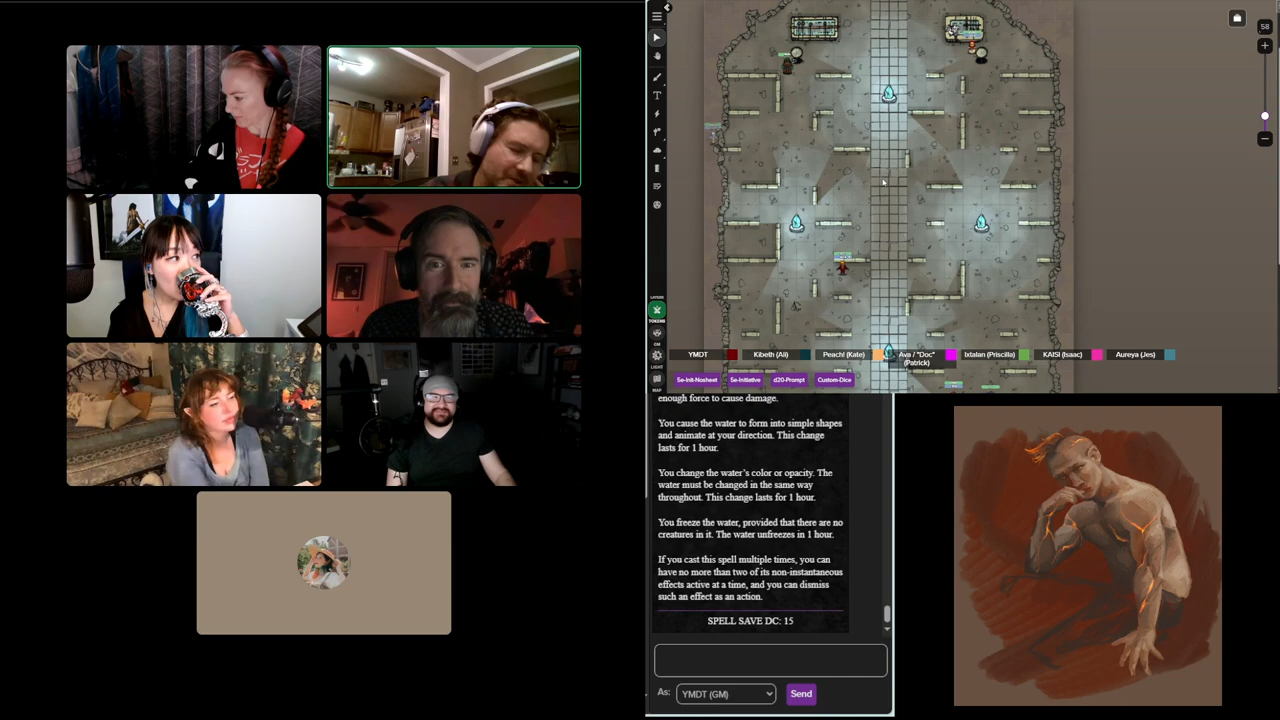 58
LAYERS
TOKENS
GM
LIGHT
MAP
YMDT
Kibeth (Ali)
Peachl (Kate)
Ava / "Doc" (Patrick)
Ixtalan (Priscilla)
KAISI (Isaac)
Aureya (Jes)
5e-Init-Nosheet
5e-Initiative
d20-Prompt
Custom-Dice
enough force to cause damage.
You cause the water to form into simple shapes
and animate at your direction. This change
lasts for 1 hour.
You change the water's color or opacity. The
water must be changed in the same way
throughout. This change lasts for 1 hour.
You freeze the water, provided that there are no
creatures in it. The water unfreezes in 1 hour.
If you cast this spell multiple times, you can
have no more than two of its non-instantaneous
effects active at a time, and you can dismiss
such an effect as an action.
SPELL SAVE DC: 15
As:
YMDT (GM)
Send